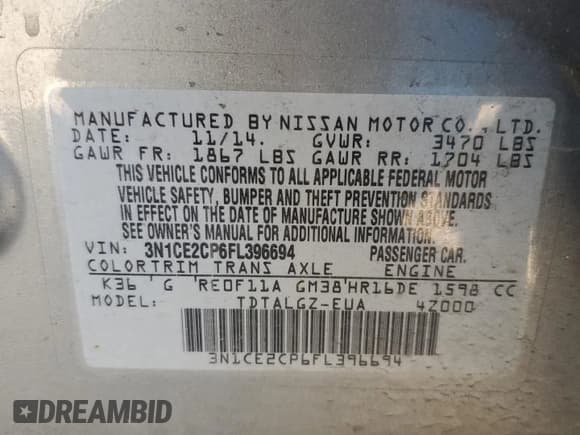 MANUFACTURED BY NISSAN MOTOR CO., LTD.
DATE: 11/14. GVWR: 3470 LBS
GAWR FR: 1867 LBS GAWR RR: 1704 LBS
THIS VEHICLE CONFORMS TO ALL APPLICABLE FEDERAL MOTOR
VEHICLE SAFETY, BUMPER AND THEFT PREVENTION STANDARDS
IN EFFECT ON THE DATE OF MANUFACTURE SHOWN ABOVE.
SEE OWNER'S MANUAL FOR ADDITIONAL INFORMATION.
VIN: 3N1CE2CP6FL396694 PASSENGER CAR.
COLOR TRIM TRANS AXLE ENGINE
K36 G RE0F11A GM38 HR16DE 1598 CC
MODEL: TDTALGZ-EUA 4Z000
3N1CE2CP6FL396694
DREAMBID